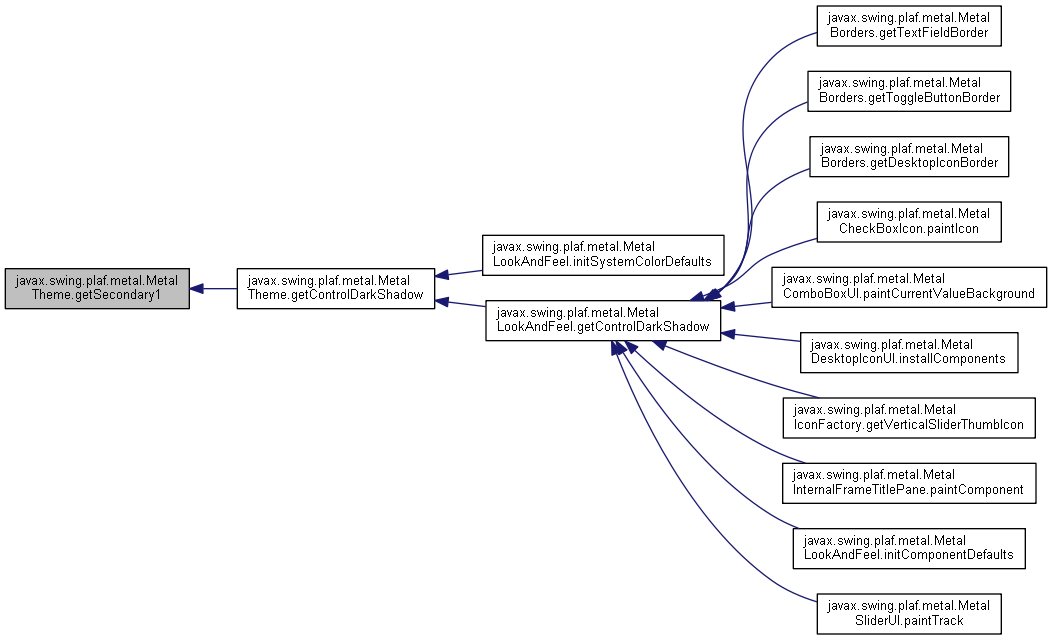 javax.swing.plaf.metal.Metal
Theme.getSecondary1
javax.swing.plaf.metal.Metal
Theme.getControlDarkShadow
javax.swing.plaf.metal.Metal
LookAndFeel.initSystemColorDefaults
javax.swing.plaf.metal.Metal
LookAndFeel.getControlDarkShadow
javax.swing.plaf.metal.Metal
Borders.getTextFieldBorder
javax.swing.plaf.metal.Metal
Borders.getToggleButtonBorder
javax.swing.plaf.metal.Metal
Borders.getDesktopIconBorder
javax.swing.plaf.metal.Metal
CheckBoxIcon.paintIcon
javax.swing.plaf.metal.Metal
ComboBoxUI.paintCurrentValueBackground
javax.swing.plaf.metal.Metal
DesktopIconUI.installComponents
javax.swing.plaf.metal.Metal
IconFactory.getVerticalSliderThumbIcon
javax.swing.plaf.metal.Metal
InternalFrameTitlePane.paintComponent
javax.swing.plaf.metal.Metal
LookAndFeel.initComponentDefaults
javax.swing.plaf.metal.Metal
SliderUI.paintTrack